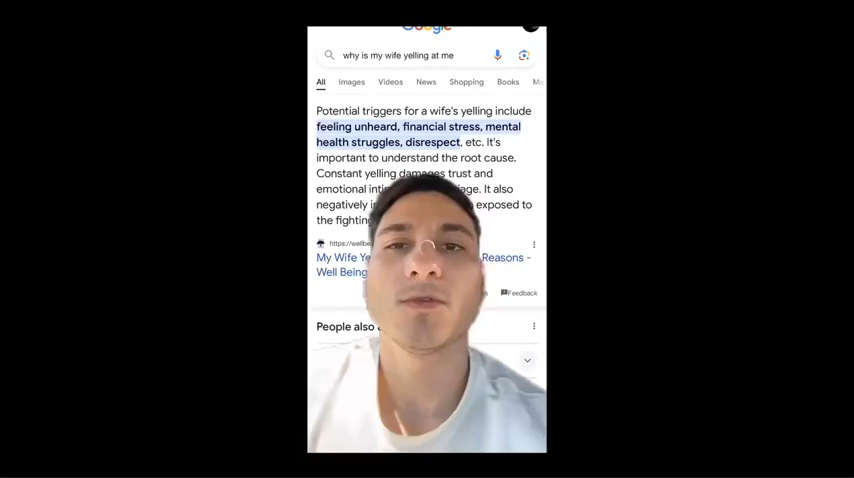 Google
why is my wife yelling at me
All Images Videos News Shopping Books
Potential triggers for a wife's yelling include
feeling unheard, financial stress, mental
health struggles, disrespect, etc. It's
important to understand the root cause.
Constant yelling damages trust and
emotional
It also
negatively
exposed to
the fighting
https://wellbe
My Wife
Reasons -
Well Being
Feedback
People also